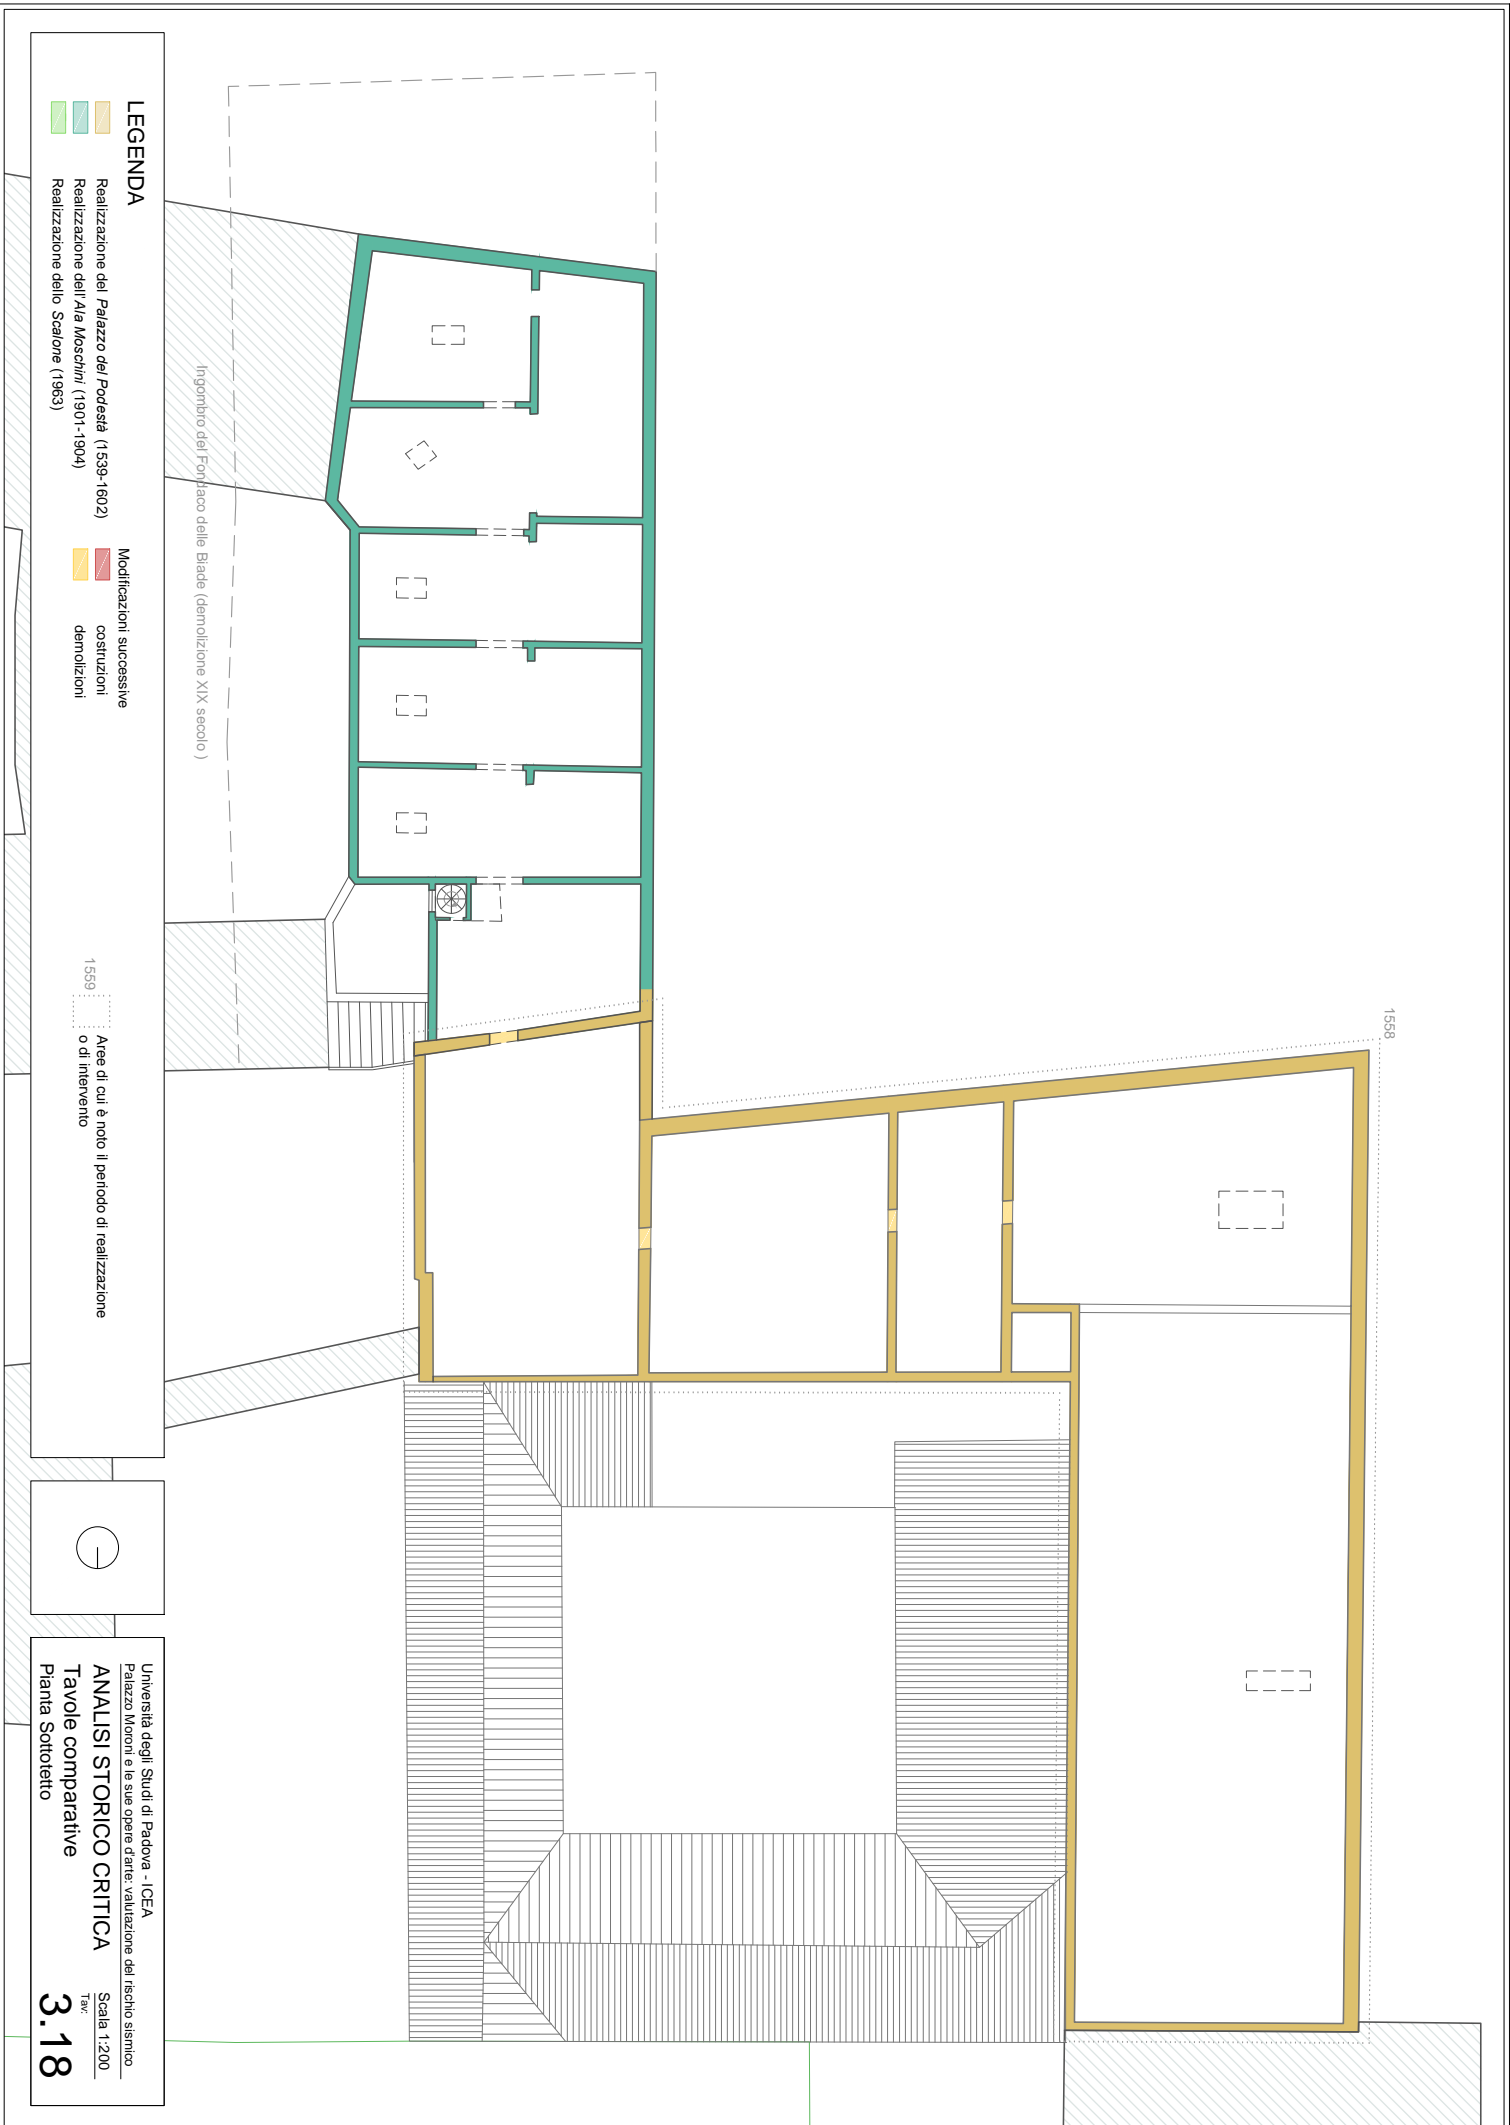 1558
Ingombro del Fondaco delle Biade (demolizione XIX secolo )
LEGENDA
Realizzazione del Palazzo del Podestà (1539-1602)
Realizzazione dell'Ala Moschini (1901-1904)
Realizzazione dello Scalone (1963)
Modificazioni successive
costruzioni
demolizioni
1559
Aree di cui è noto il periodo di realizzazione
o di intervento
Università degli Studi di Padova - ICEA
Palazzo Moroni e le sue opere d'arte: valutazione del rischio sismico
ANALISI STORICO CRITICA
Scala 1:200
Tavole comparative
Tav:
Pianta Sottotetto
3.18